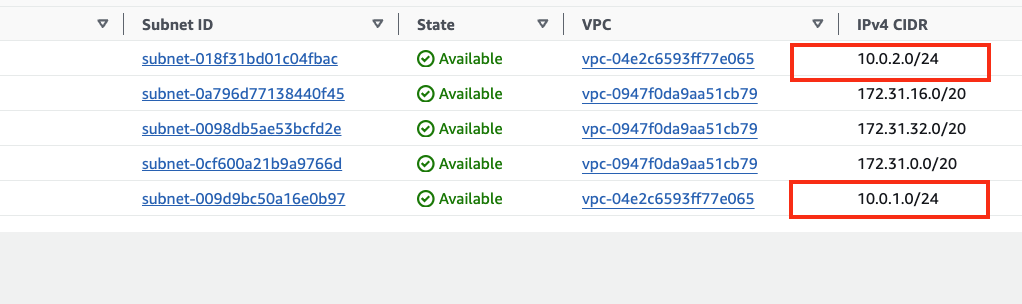 Subnet ID State VPC IPv4 CIDR
subnet-018f31bd01c04fbac Available vpc-04e2c6593ff77e065 10.0.2.0/24
subnet-0a796d77138440f45 Available vpc-0947f0da9aa51cb79 172.31.16.0/20
subnet-0098db5ae53bcfd2e Available vpc-0947f0da9aa51cb79 172.31.32.0/20
subnet-0cf600a21b9a9766d Available vpc-0947f0da9aa51cb79 172.31.0.0/20
subnet-009d9bc50a16e0b97 Available vpc-04e2c6593ff77e065 10.0.1.0/24